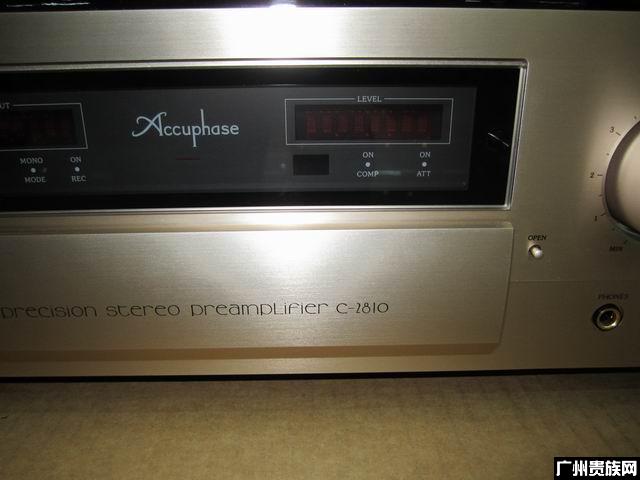 LEVEL
Accuphase
MONO
ON
ON
ON
MODE
REC
COMP
ATT
3
2
1
MIN
OPEN
PHONES
precision stereo preamplifier C-2810
广州贵族网